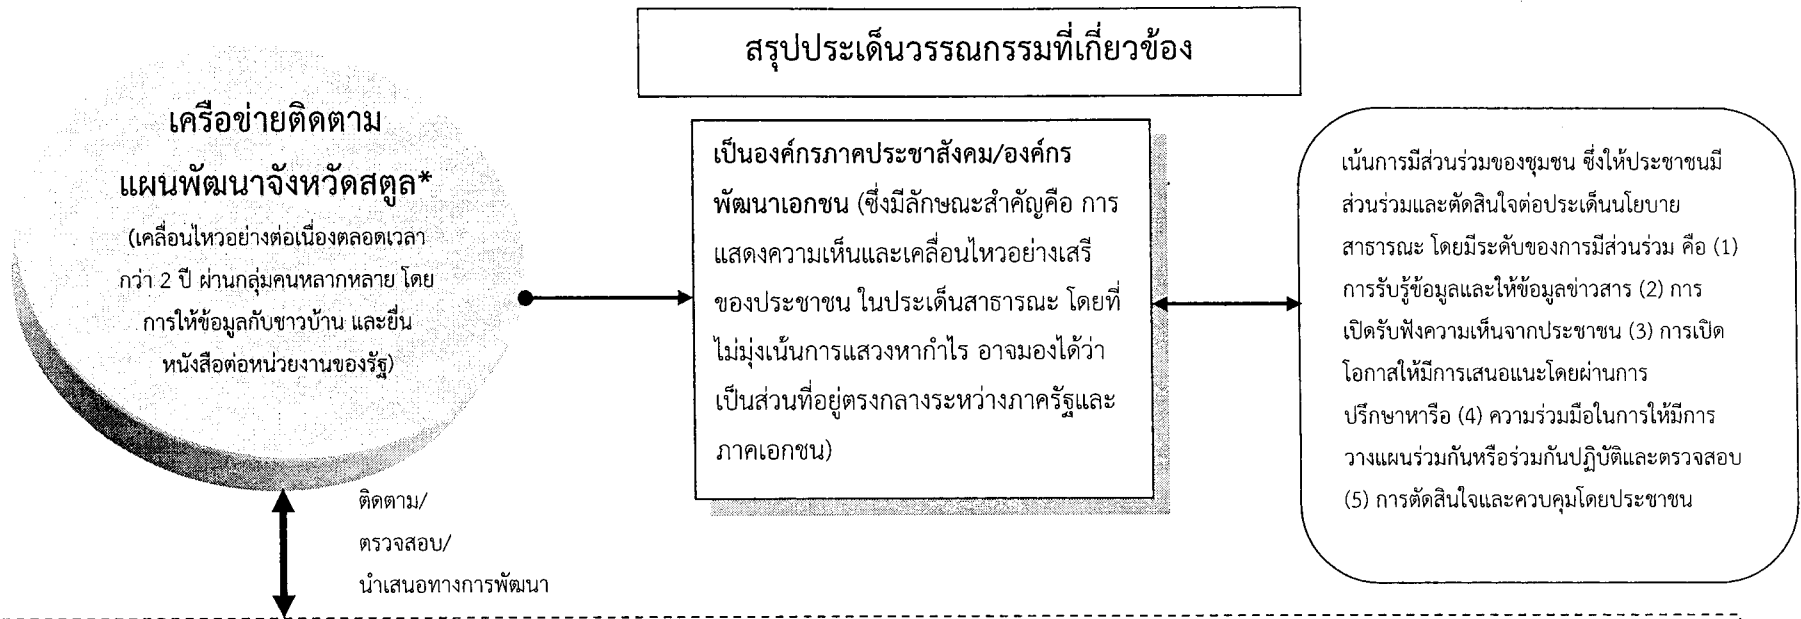 สรุปประเด็นวรรณกรรมที่เกี่ยวข้อง
เครือข่ายติดตาม
แผนพัฒนาจังหวัดสตูล*
(เคลื่อนไหวอย่างต่อเนื่องตลอดเวลา
กว่า 2 ปี ผ่านกลุ่มคนหลากหลาย โดย
การให้ข้อมูลกับชาวบ้าน และยื่น
หนังสือต่อหน่วยงานของรัฐ)
ติดตาม/
ตรวจสอบ/
นำเสนอทางการพัฒนา
เป็นองค์กรภาคประชาสังคม/องค์กร
พัฒนาเอกชน (ซึ่งมีลักษณะสำคัญคือ การ
แสดงความเห็นและเคลื่อนไหวอย่างเสรี
ของประชาชน ในประเด็นสาธารณะ โดยที่
ไม่มุ่งเน้นการแสวงหากำไร อาจมองได้ว่า
เป็นส่วนที่อยู่ตรงกลางระหว่างภาครัฐและ
ภาคเอกชน)
เน้นการมีส่วนร่วมของชุมชน ซึ่งให้ประชาชนมี
ส่วนร่วมและตัดสินใจต่อประเด็นนโยบาย
สาธารณะ โดยมีระดับของการมีส่วนร่วม คือ (1)
การรับรู้ข้อมูลและให้ข้อมูลข่าวสาร (2) การ
เปิดรับฟังความเห็นจากประชาชน (3) การเปิด
โอกาสให้มีการเสนอแนะโดยผ่านการ
ปรึกษาหารือ (4) ความร่วมมือในการให้มีการ
วางแผนร่วมกันหรือร่วมกันปฏิบัติและตรวจสอบ
(5) การตัดสินใจและควบคุมโดยประชาชน